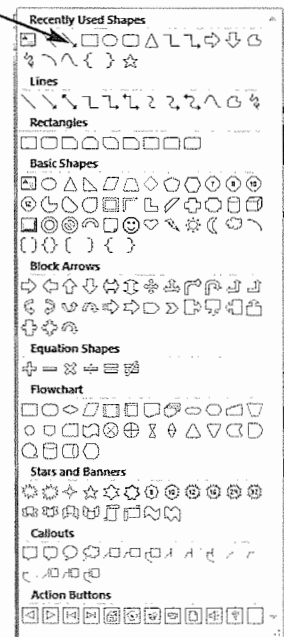 Recently Used Shapes
Lines
Rectangles
Basic Shapes
Block Arrows
Equation Shapes
Flowchart
Stars and Banners
Callouts
Action Buttons